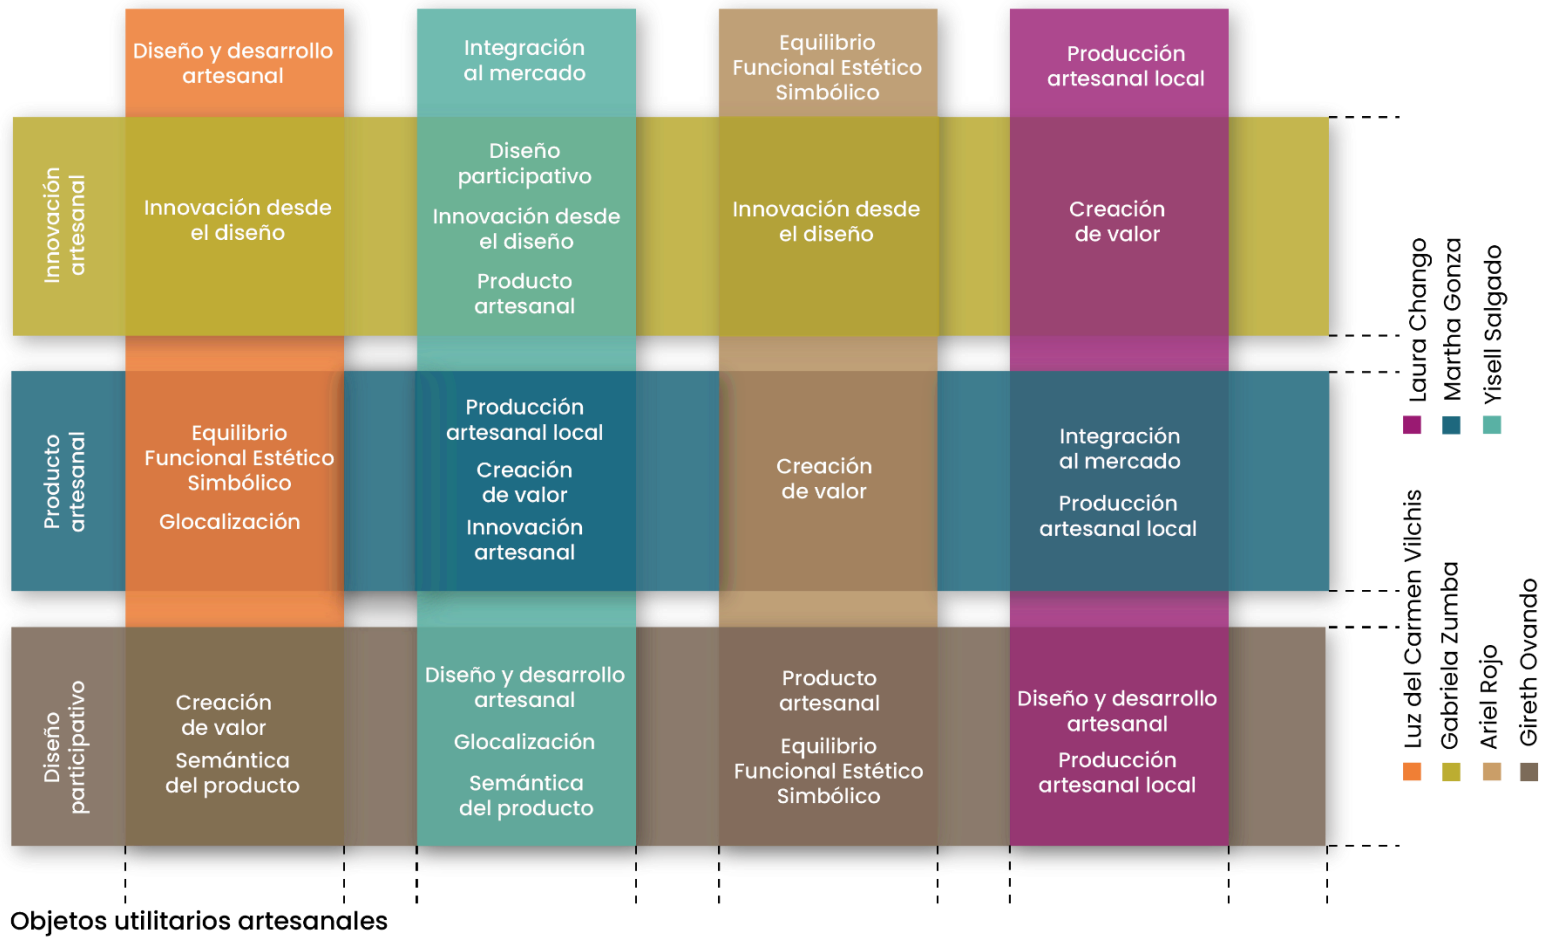 Diseño y desarrollo
artesanal
Integración
al mercado
Equilibrio
Funcional Estético
Simbólico
Producción
artesanal local
Innovación
artesanal
Innovación desde
el diseño
Diseño
participativo
Innovación desde
el diseño
Producto
artesanal
Innovación desde
el diseño
Creación
de valor
Producto
artesanal
Equilibrio
Funcional Estético
Simbólico
Glocalización
Producción
artesanal local
Creación
de valor
Innovación
artesanal
Creación
de valor
Integración
al mercado
Producción
artesanal local
Diseño
participativo
Creación
de valor
Semántica
del producto
Diseño y desarrollo
artesanal
Glocalización
Semántica
del producto
Producto
artesanal
Equilibrio
Funcional Estético
Simbólico
Diseño y desarrollo
artesanal
Producción
artesanal local
Laura Chango
Martha Gonza
Yisell Salgado
Luz del Carmen Vilchis
Gabriela Zumba
Ariel Rojo
Gireth Ovando
Objetos utilitarios artesanales